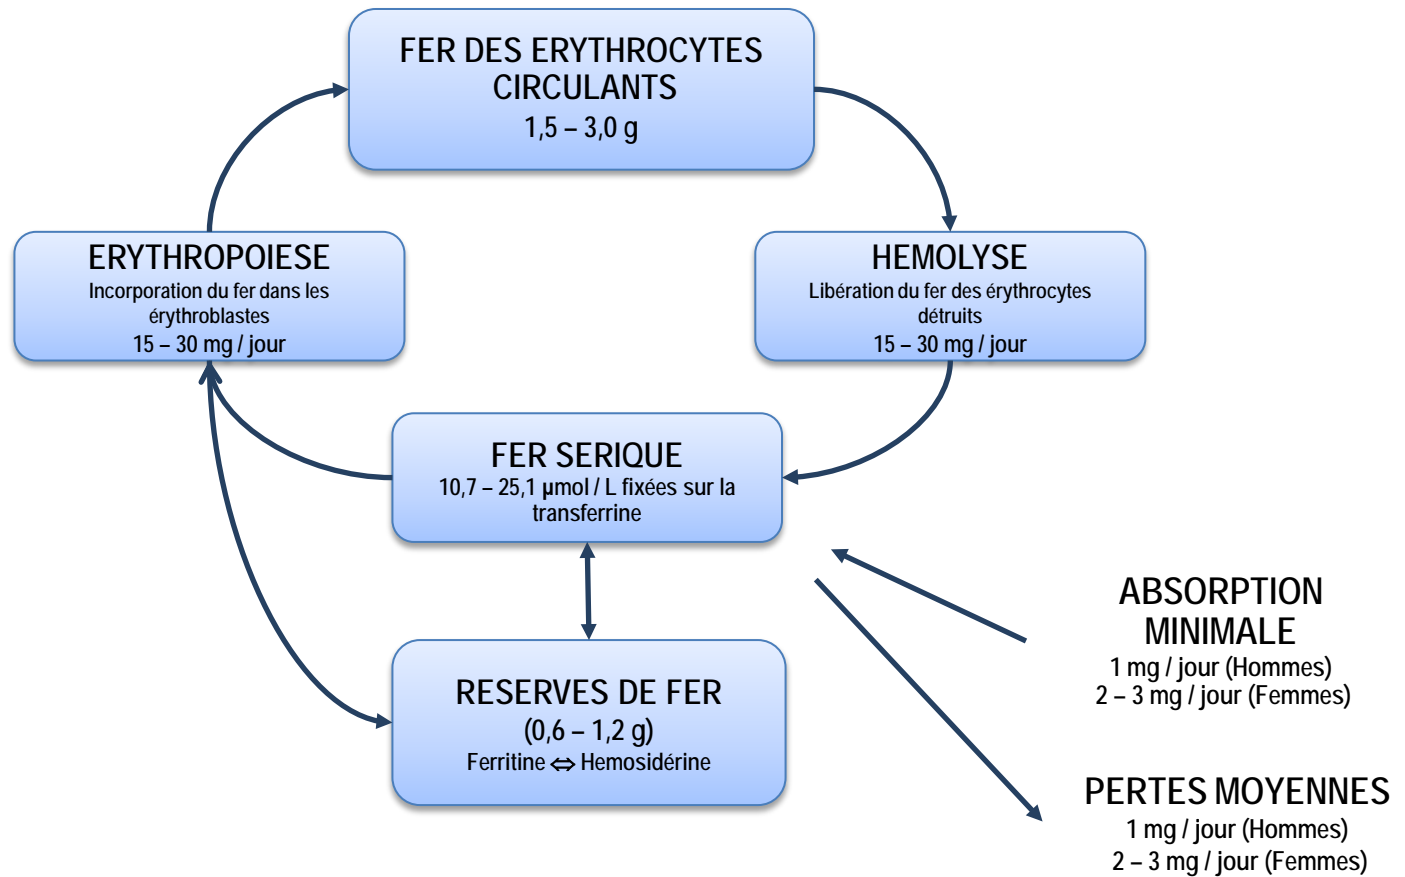 FER DES ERYTHROCYTES
CIRCULANTS
1,5 – 3,0 g
ERYTHROPOIESE
Incorporation du fer dans les
érythroblastes
15 – 30 mg / jour
HEMOLYSE
Libération du fer des érythrocytes
détruits
15 – 30 mg / jour
FER SERIQUE
10,7 – 25,1 µmol / L fixées sur la
transferrine
RESERVES DE FER
(0,6 – 1,2 g)
Ferritine ⇔ Hemosidérine
ABSORPTION
MINIMALE
1 mg / jour (Hommes)
2 – 3 mg / jour (Femmes)
PERTES MOYENNES
1 mg / jour (Hommes)
2 – 3 mg / jour (Femmes)